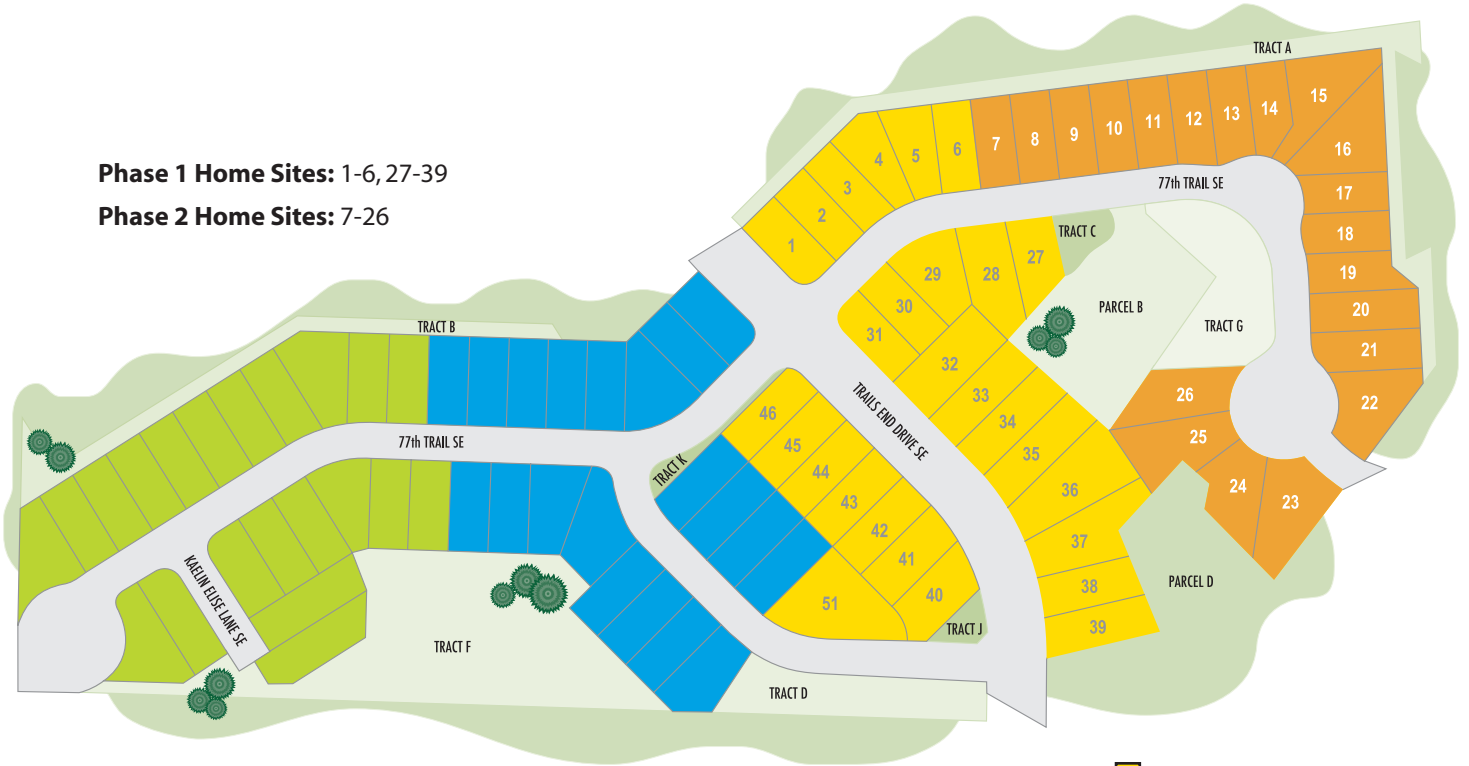 Phase 1 Home Sites: 1-6, 27-39
Phase 2 Home Sites: 7-26
TRACT A
1
2
3
4
5
6
7
8
9
10
11
12
13
14
15
16
17
18
19
20
21
22
23
24
25
26
77th TRAIL SE
TRACT C
27
28
29
30
31
PARCEL B
TRACT G
TRACT B
32
33
34
35
36
37
38
39
TRAILS END DRIVE SE
77th TRAIL SE
TRACT K
46
45
44
43
42
41
40
51
TRACT J
PARCEL D
KAELIN ELISE LANE SE
TRACT F
TRACT D